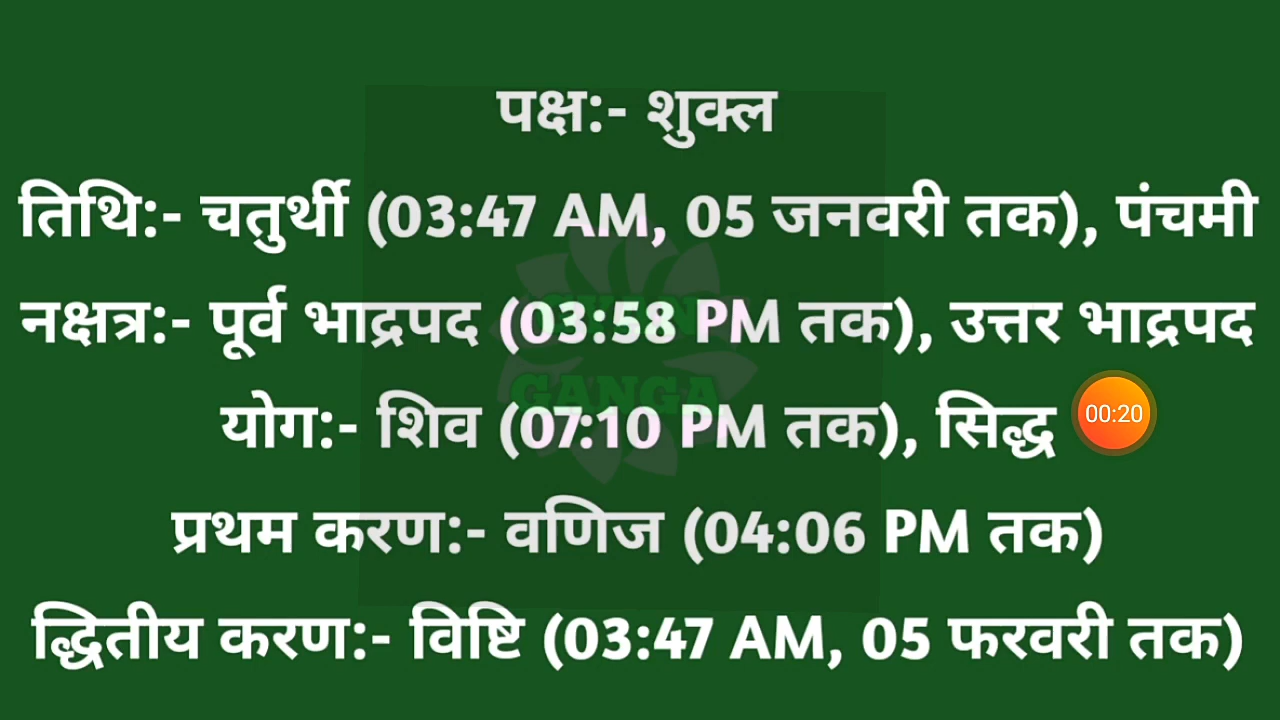 पक्ष:- शुक्ल
तिथि:- चतुर्थी (03:47 AM, 05 जनवरी तक), पंचमी
नक्षत्र:- पूर्व भाद्रपद (03:58 PM तक), उत्तर भाद्रपद
योग:- शिव (07:10 PM तक), सिद्ध
00:20
प्रथम करण:- वणिज (04:06 PM तक)
द्धितीय करण:- विष्टि (03:47 AM, 05 फरवरी तक)
GANGA